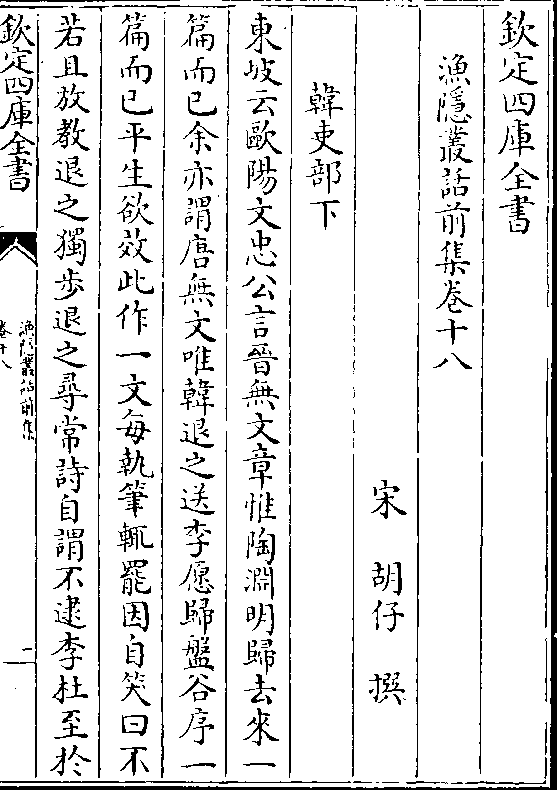 欽定四庫全書
漁隱叢話前集卷十八
宋 胡仔 撰
韓吏部下
東坡云歐陽文忠公言晉無文章惟陶淵明歸去來一
篇而已余亦謂唐無文唯韓退之送李愿歸盤谷序一
篇而已平生欲效此作一文每執筆輒罷因自笑曰不
若且放教退之獨步退之尋常詩自謂不逮李杜至於
欽定四庫全書
漁隱叢話前集
卷十八
一